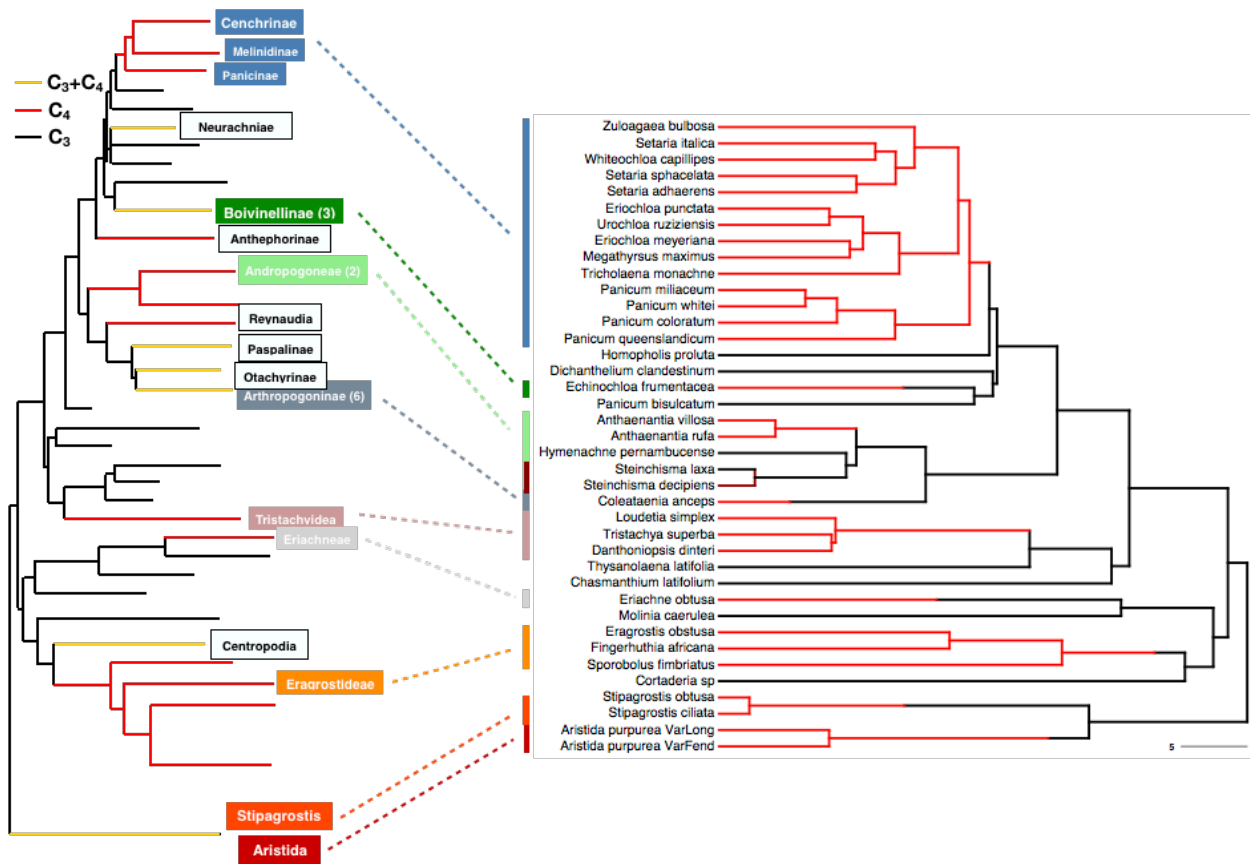 Cenchrinae
Melinidinae
Panicinae
C3+C4
C4
C3
Neurachniae
Boivinellinae (3)
Anthephorinae
Andropogoneae (2)
Reynaudia
Paspalinae
Otachyrinae
Arthropogoninae (6)
Tristachvidea
Eriachneae
Centropodia
Eragrostideae
Stipagrostis
Aristida
Zuloagaea bulbosa
Setaria italica
Whiteochloa capillipes
Setaria sphacelata
Setaria adhaerens
Eriochloa punctata
Urochloa ruziziensis
Eriochloa meyeriana
Megathyrsus maximus
Tricholaena monachne
Panicum miliaceum
Panicum whitei
Panicum coloratum
Panicum queenslandicum
Homopholis proluta
Dichanthelium clandestinum
Echinochloa frumentacea
Panicum bisulcatum
Anthaenantia villosa
Anthaenantia rufa
Hymenachne pernambucense
Steinchisma laxa
Steinchisma decipiens
Coleataenia anceps
Loudetia simplex
Tristachya superba
Danthoniopsis dinteri
Thysanolaena latifolia
Chasmanthium latifolium
Eriachne obtusa
Molinia caerulea
Eragrostis obstusa
Fingerhuthia africana
Sporobolus fimbriatus
Cortaderia sp
Stipagrostis obtusa
Stipagrostis ciliata
Aristida purpurea VarLong
Aristida purpurea VarFend
5